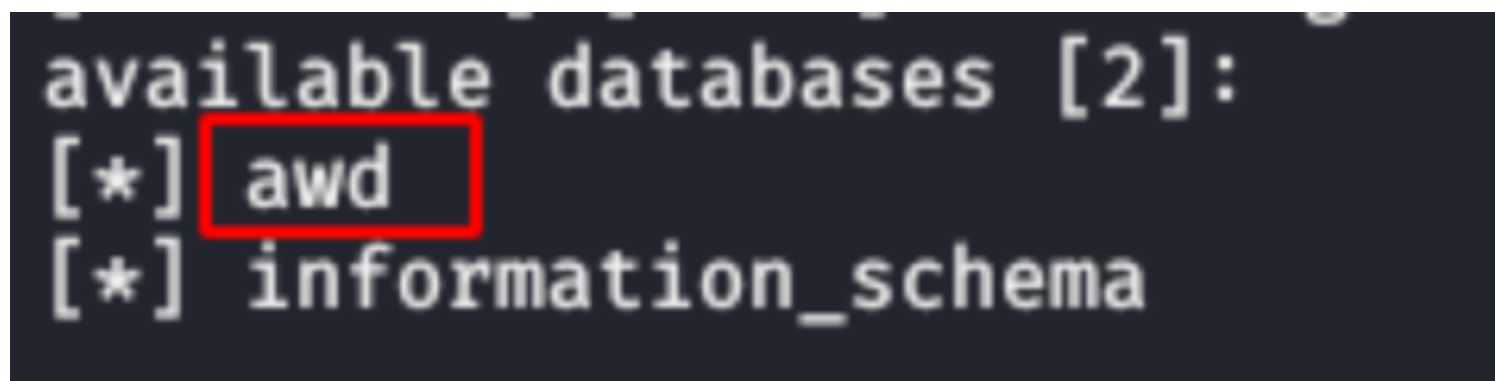 available databases [2]:
[*] awd
[*] information_schema